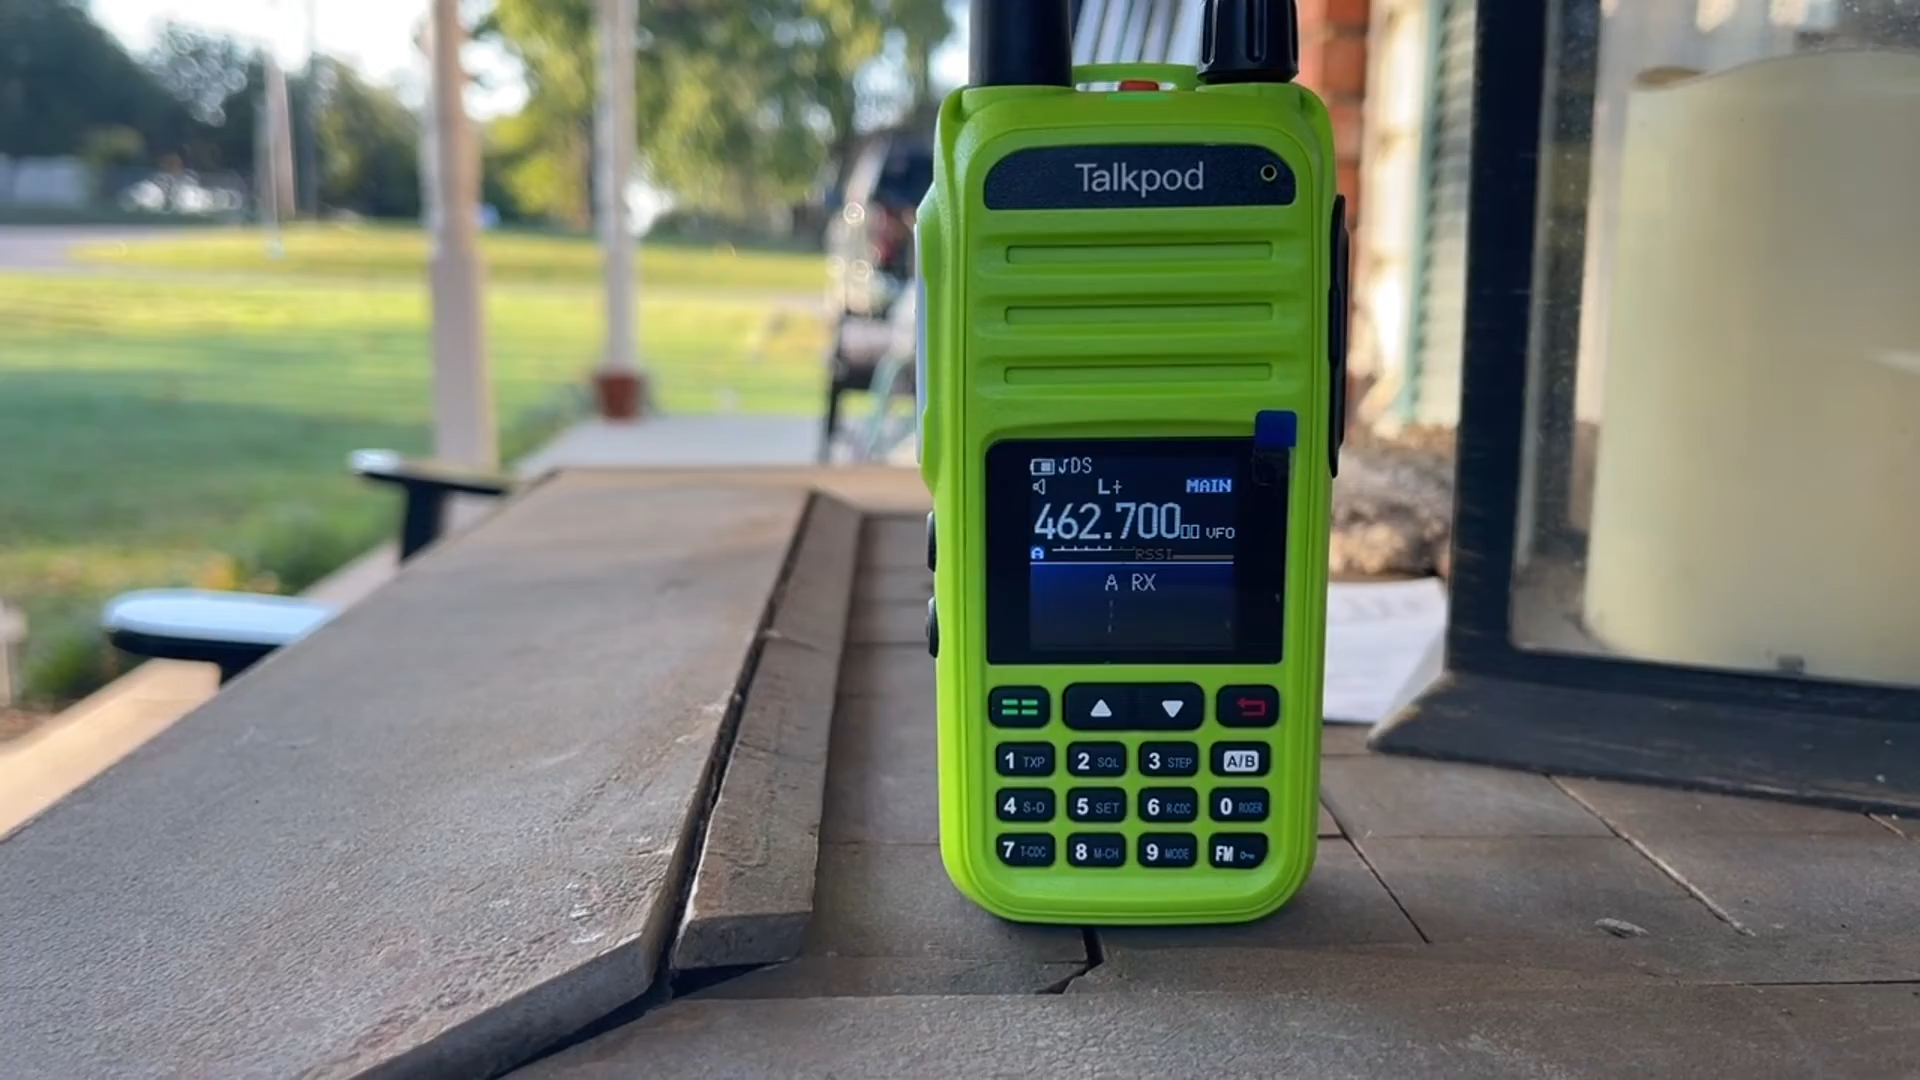 Talkpod
DS
L+ MAIN
462.70000 VFO
A RSSI
A RX
1 TXP 2 SQL 3 STEP A/B
4 S-D 5 SET 6 R-CDC 0 ROGER
7 T-CDC 8 M-CH 9 MODE FM